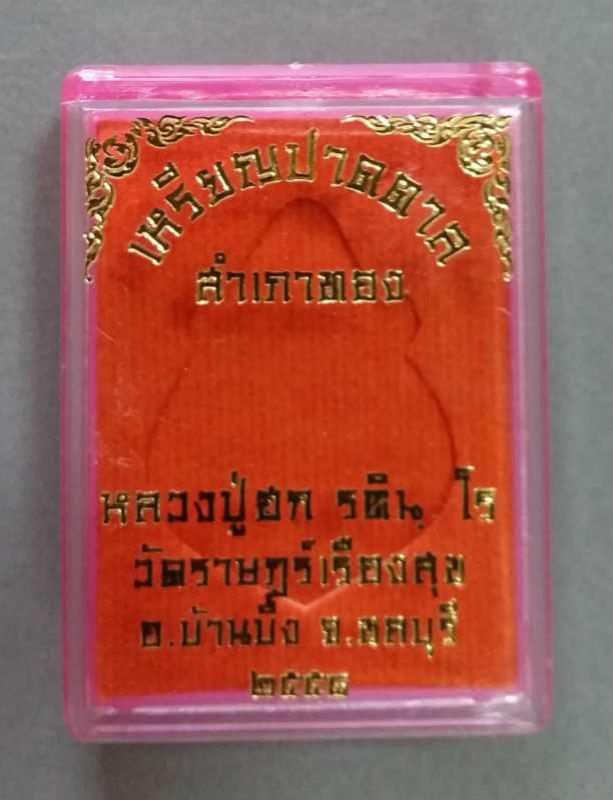 เหรียญปาดตาล
สำเภาทอง
หลวงปู่ฮก รตินฺธโร
วัดราษฎร์เรืองสุข
อ.บ้านบึง จ.ชลบุรี
๒๕๕๘